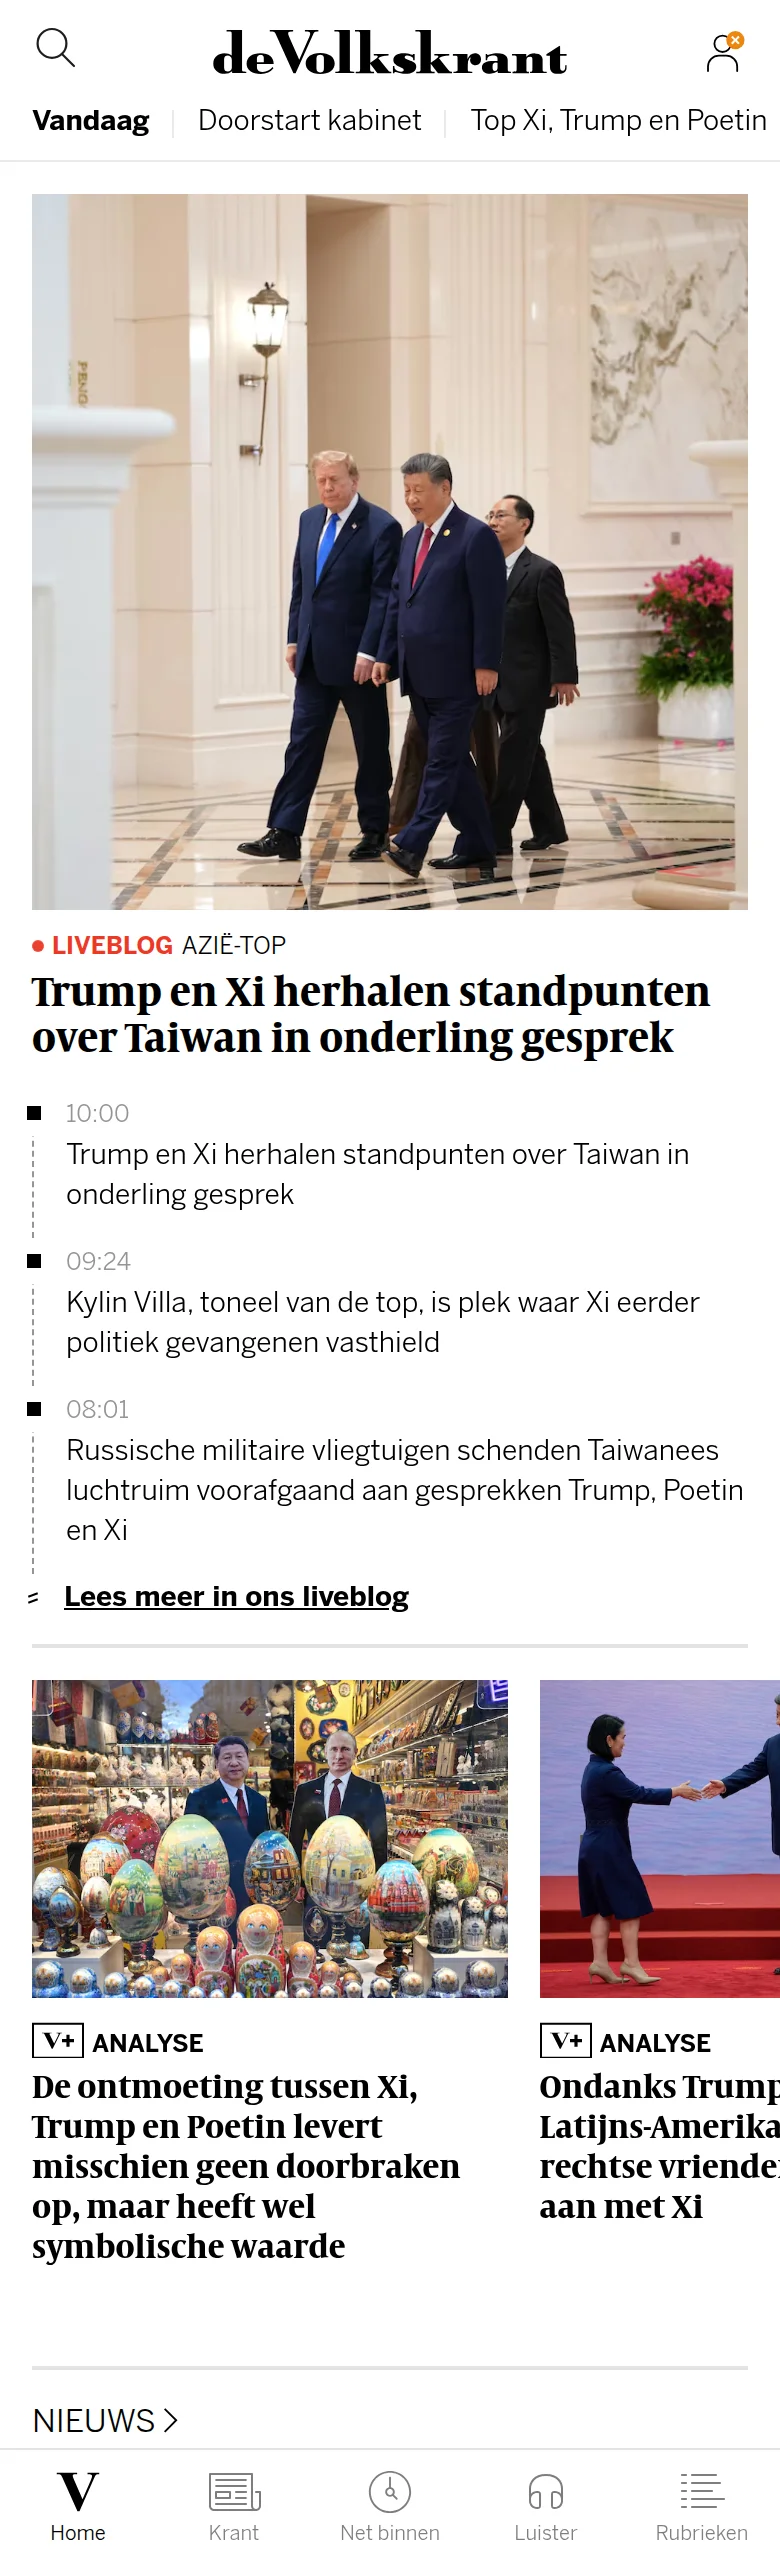 deVolkskrant
Vandaag
Doorstart kabinet
Top Xi, Trump en Poetin
PENG
LIVEBLOG AZIË-TOP
Trump en Xi herhalen standpunten
over Taiwan in onderling gesprek
10:00
Trump en Xi herhalen standpunten over Taiwan in
onderling gesprek
09:24
Kylin Villa, toneel van de top, is plek waar Xi eerder
politiek gevangenen vasthield
08:01
Russische militaire vliegtuigen schenden Taiwanees
luchtruim voorafgaand aan gesprekken Trump, Poetin
en Xi
Lees meer in ons liveblog
V+ ANALYSE
De ontmoeting tussen Xi,
Trump en Poetin levert
misschien geen doorbraken
op, maar heeft wel
symbolische waarde
V+ ANALYSE
Ondanks Trump
Latijns-Amerika
rechtse vriende
aan met Xi
NIEUWS
V
Home
Krant
Net binnen
Luister
Rubrieken